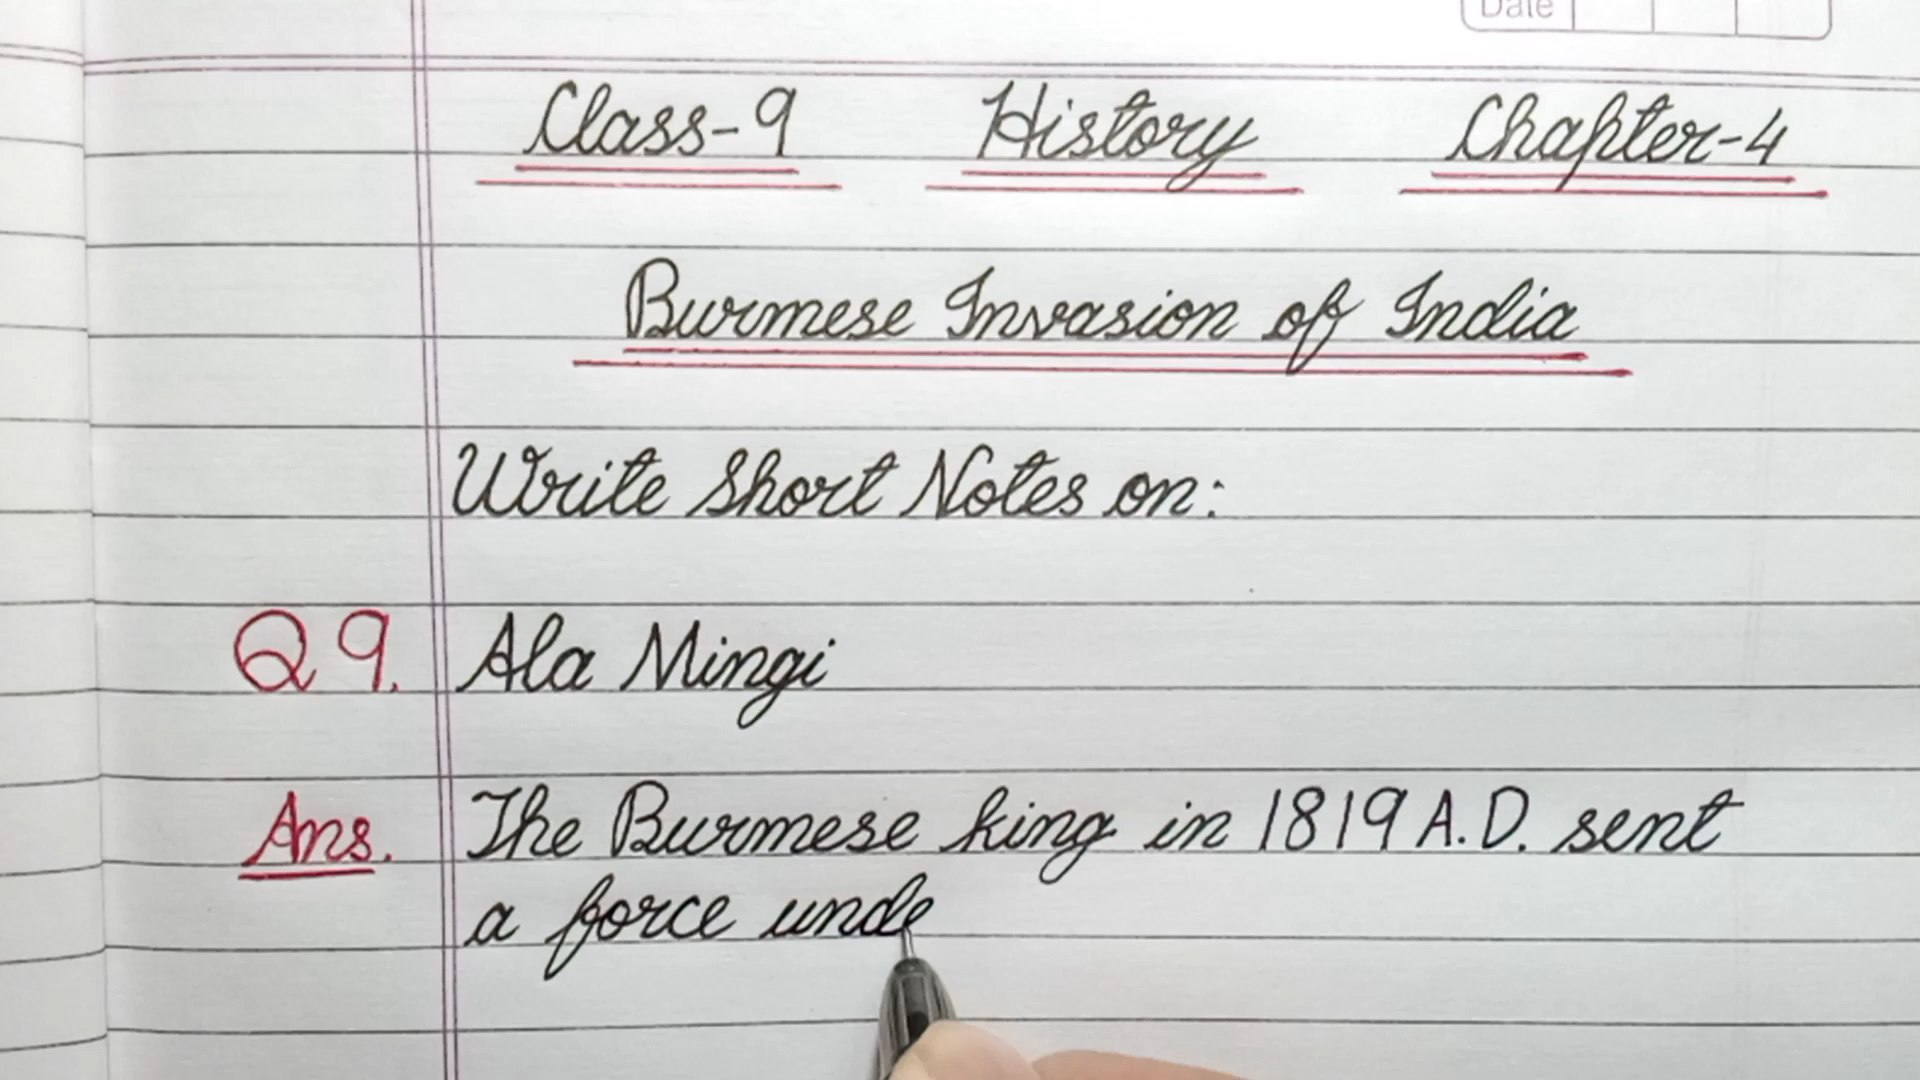 Date
Class-9 History Chapter-4
Burmese Invasion of India
Write Short Notes on:
Q9. Ala Mingi
Ans. The Burmese king in 1819 A.D. sent
a force unde